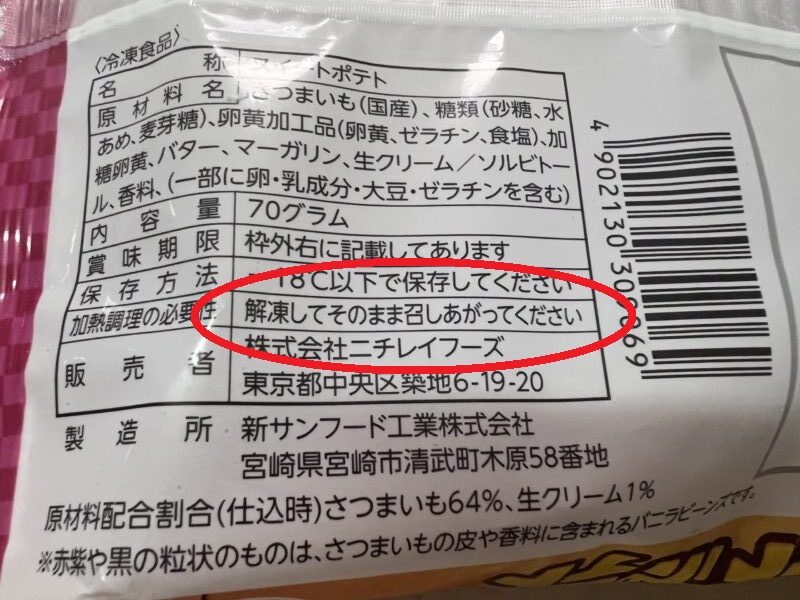 〈冷凍食品〉
名称 スイートポテト
原材料名 さつまいも(国産)、糖類(砂糖、水
あめ、麦芽糖)、卵黄加工品(卵黄、ゼラチン、食塩)、加
糖卵黄、バター、マーガリン、生クリーム/ソルビトー
ル、香料、(一部に卵・乳成分・大豆・ゼラチンを含む)
内容量 70グラム
賞味期限 枠外右に記載してあります
保存方法 -18℃以下で保存してください
加熱調理の必要性 解凍してそのまま召しあがってください
販売者 株式会社ニチレイフーズ
東京都中央区築地6-19-20
製造所 新サンフード工業株式会社
宮崎県宮崎市清武町木原58番地
原材料配合割合(仕込時)さつまいも64%、生クリーム1%
※赤紫や黒の粒状のものは、さつまいもの皮や香料に含まれるバニラビーンズです。
4 902130 30
69